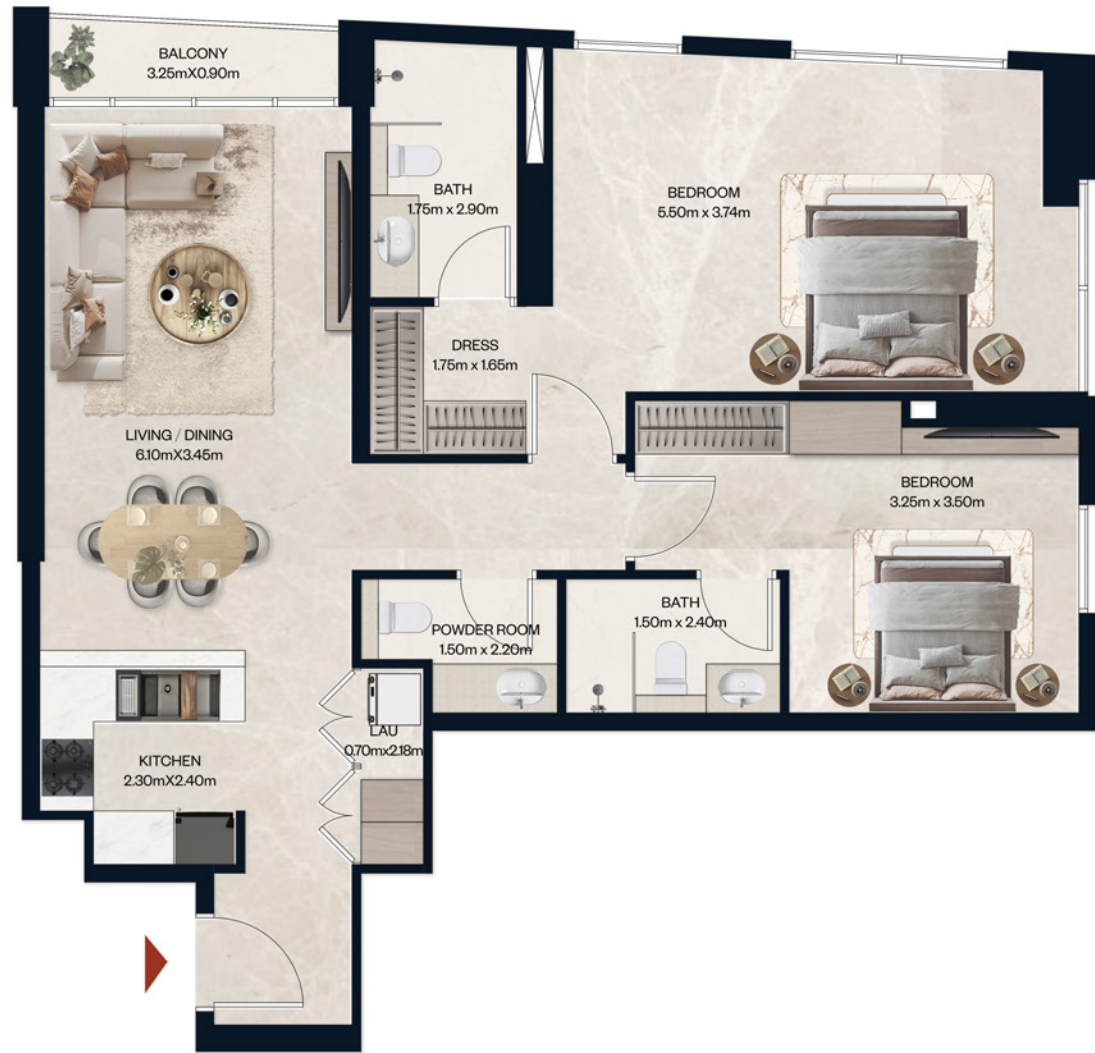 BALCONY
3.25mX0.90m
BATH
1.75m x 2.90m
BEDROOM
5.50m x 3.74m
DRESS
1.75m x 1.65m
LIVING / DINING
6.10mX3.45m
BEDROOM
3.25m x 3.50m
BATH
1.50m x 2.40m
POWDER ROOM
1.50m x 2.20m
LAU
0.70mx2.18m
KITCHEN
2.30mX2.40m